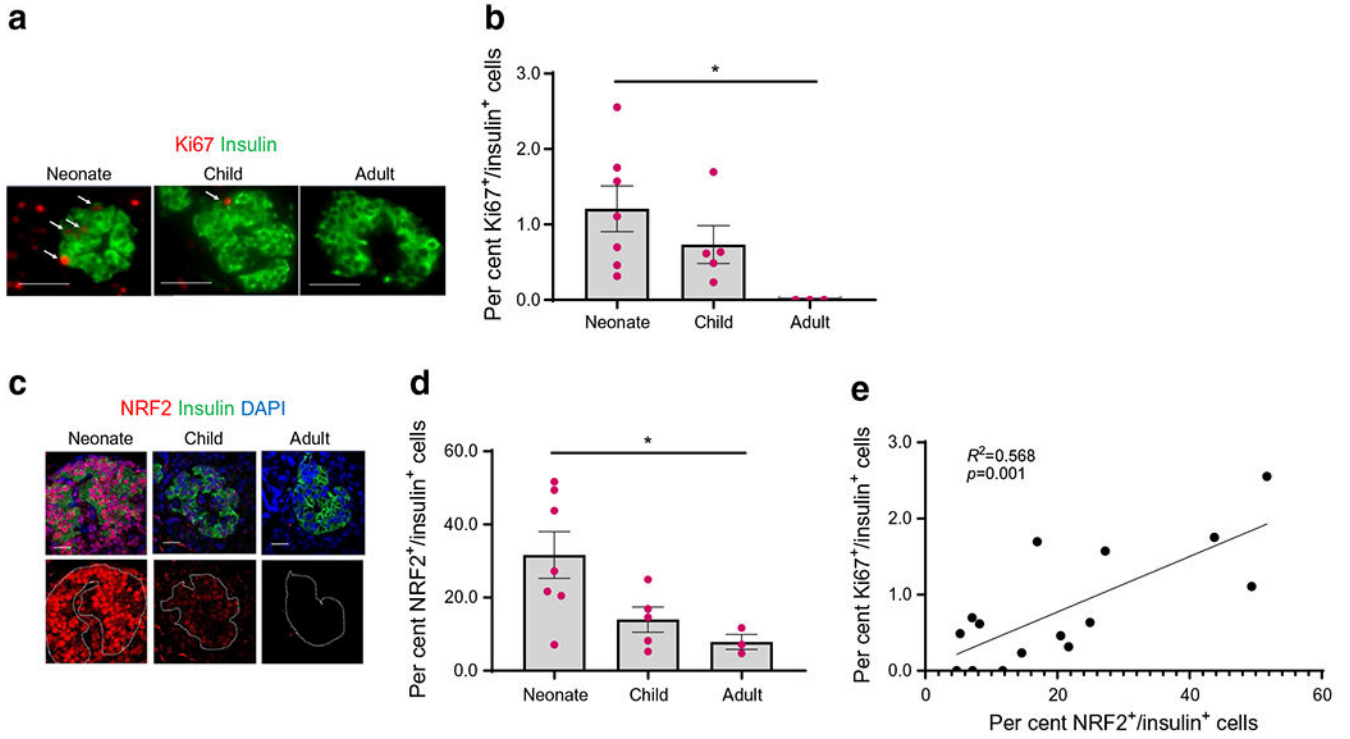 a
Ki67 Insulin
Neonate Child Adult
b
Per cent Ki67⁺/insulin⁺ cells
3.0
2.0
1.0
0.0
*
Neonate Child Adult
c
NRF2 Insulin DAPI
Neonate Child Adult
d
Per cent NRF2⁺/insulin⁺ cells
60.0
40.0
20.0
0.0
*
Neonate Child Adult
e
Per cent Ki67⁺/insulin⁺ cells
3.0
2.0
1.0
0.0
R²=0.568
p=0.001
0 20 40 60
Per cent NRF2⁺/insulin⁺ cells